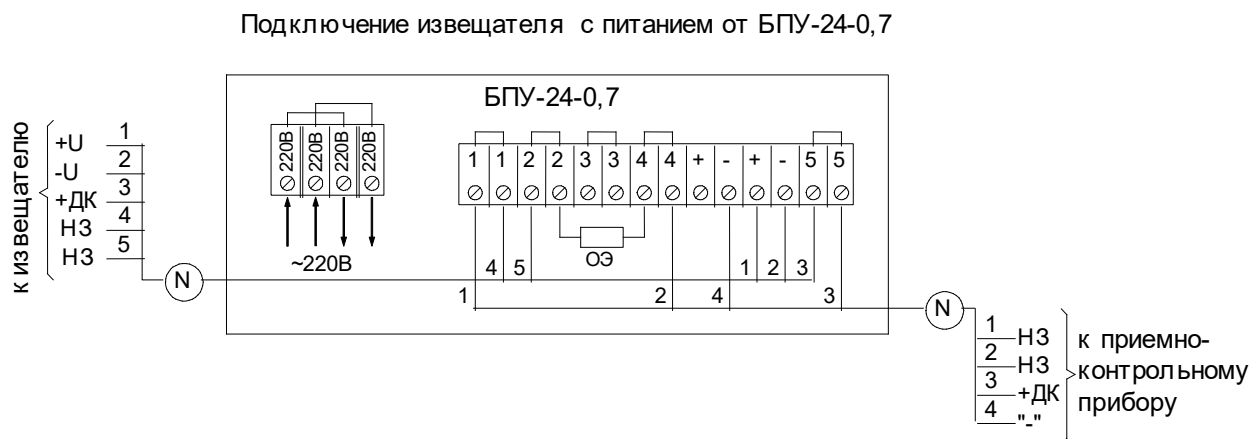 Подключение извещателя с питанием от БПУ-24-0,7
БПУ-24-0,7
к извещателю
+U 1
-U 2
+ДК 3
НЗ 4
НЗ 5
N
220В 220В 220В 220В
~220В
1 1 2 2 3 3 4 4 + - + - 5 5
ОЭ
4 5 1 2 3
1 2 4 3
N
1 НЗ
2 НЗ
3 +ДК
4 "-"
к приемно-
контрольному
прибору